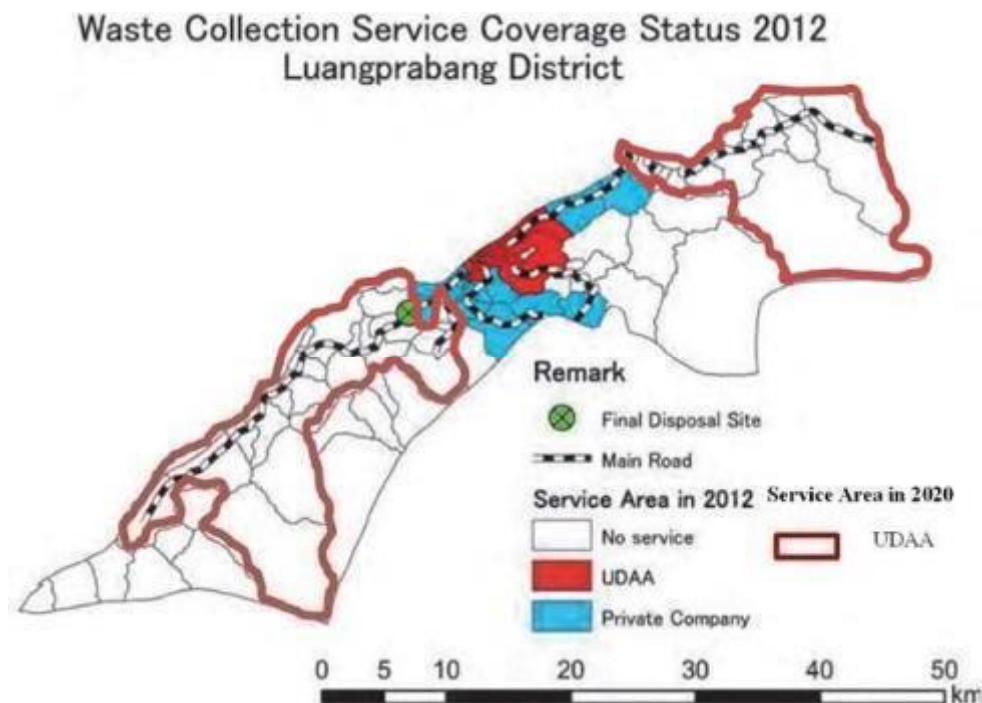 Waste Collection Service Coverage Status 2012
Luangprabang District
Remark
Final Disposal Site
Main Road
Service Area in 2012
Service Area in 2020
No service
UDAA
UDAA
Private Company
0 5 10 20 30 40 50
km